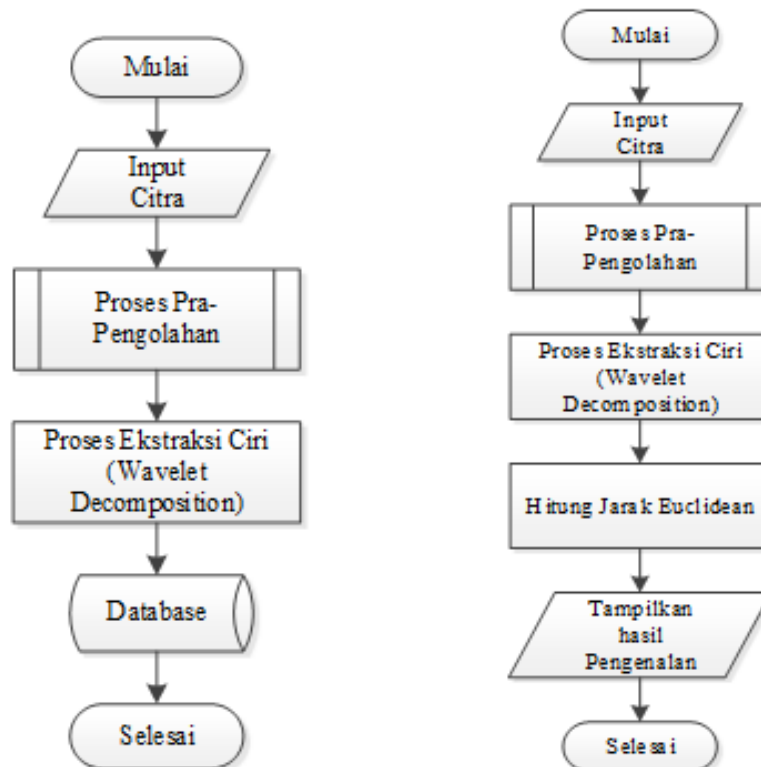 Mulai
Input
Citra
Proses Pra-
Pengolahan
Proses Ekstraksi Ciri
(Wavelet
Decomposition)
Database
Selesai
Mulai
Input
Citra
Proses Pra-
Pengolahan
Proses Ekstraksi Ciri
(Wavelet
Decomposition)
Hitung Jarak Euclidean
Tampilkan
hasil
Pengenalan
Selesai